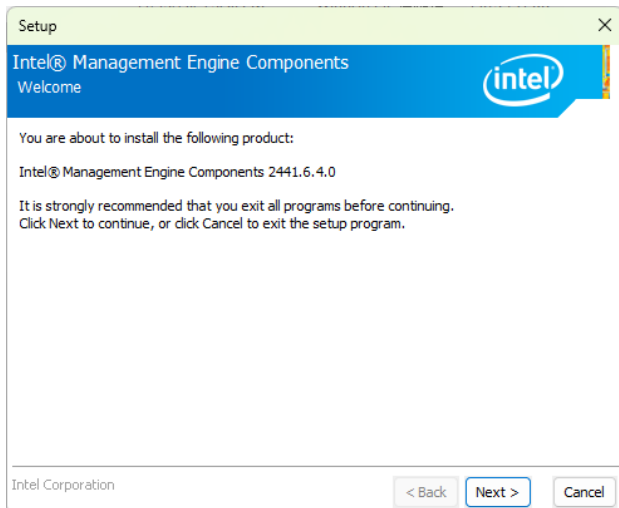 Setup
Intel® Management Engine Components
Welcome
intel
You are about to install the following product:
Intel® Management Engine Components 2441.6.4.0
It is strongly recommended that you exit all programs before continuing.
Click Next to continue, or click Cancel to exit the setup program.
Intel Corporation
< Back Next > Cancel